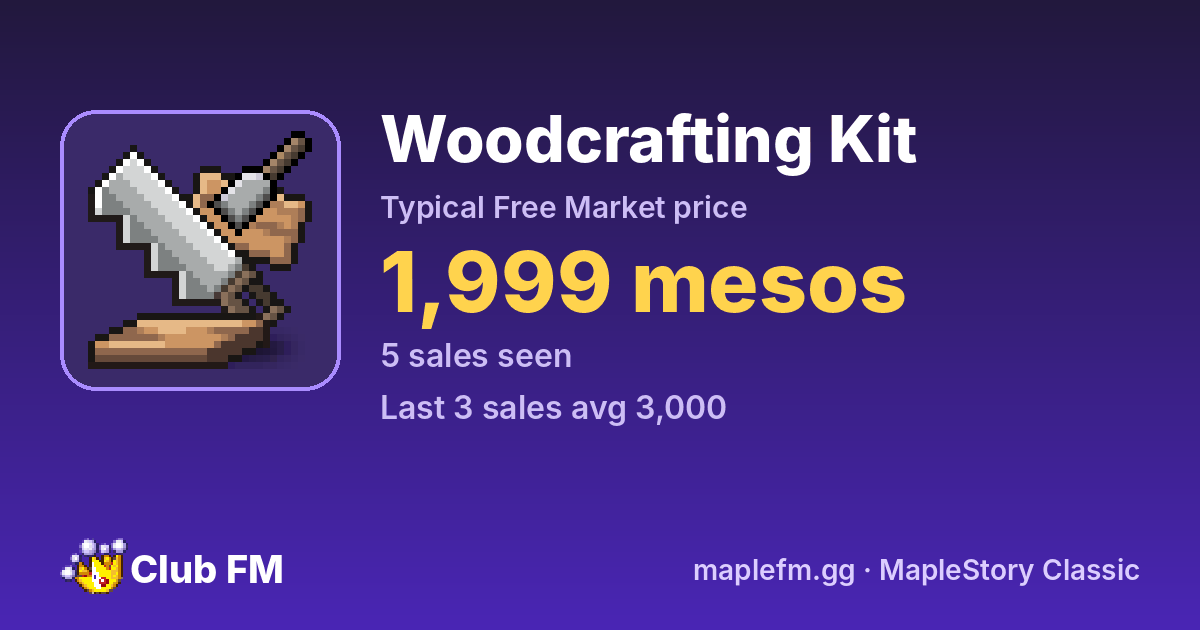 Woodcrafting Kit
Typical Free Market price
1,999 mesos
5 sales seen
Last 3 sales avg 3,000
Club FM
maplefm.gg · MapleStory Classic